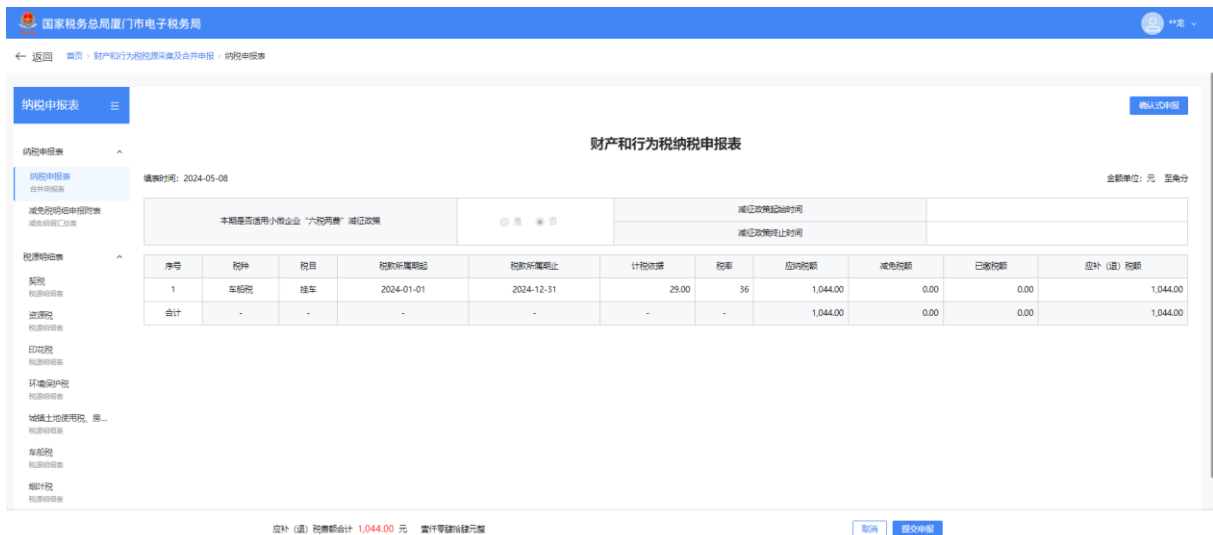 国家税务总局厦门市电子税务局
**龙
返回 首页 › 财产和行为税税源采集及合并申报 › 纳税申报表
纳税申报表
确认式申报
财产和行为税纳税申报表
纳税申报表
纳税申报表
合并申报表
填表时间：2024-05-08
金额单位：元 至角分
减免税明细申报附表
减免明细汇总表
本期是否适用小微企业“六税两费”减征政策
是 否
减征政策起始时间
减征政策终止时间
税源明细表
序号 税种 税目 税款所属期起 税款所属期止 计税依据 税率 应纳税额 减免税额 已缴税额 应补（退）税额
1 车船税 挂车 2024-01-01 2024-12-31 29.00 36 1,044.00 0.00 0.00 1,044.00
合计 - - - - - - 1,044.00 0.00 0.00 1,044.00
契税
税源明细表
资源税
税源明细表
印花税
税源明细表
环境保护税
税源明细表
城镇土地使用税、房...
税源明细表
车船税
税源明细表
烟叶税
税源明细表
应补（退）税费额合计 1,044.00 元 壹仟零肆拾肆元整
取消
提交申报